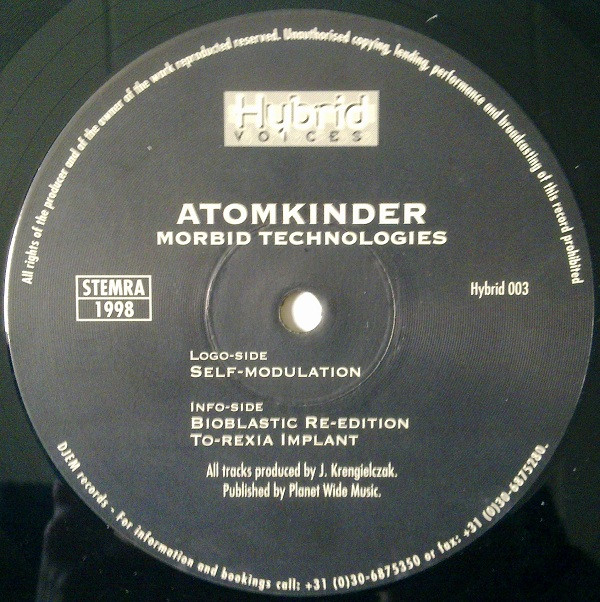 All rights of the producer and of the owner of the work reproduced reserved. Unauthorised copying, lending, performance and broadcasting of this record prohibited
Hybrid
VOICES
ATOMKINDER
MORBID TECHNOLOGIES
STEMRA
1998
Hybrid 003
LOGO-SIDE
SELF-MODULATION
INFO-SIDE
BIOBLASTIC RE-EDITION
TO-REXIA IMPLANT
All tracks produced by J. Krengielczak.
Published by Planet Wide Music.
DJEM records - For information and bookings call: +31 (0)30-6875350 or fax: +31 (0)30-6875280.